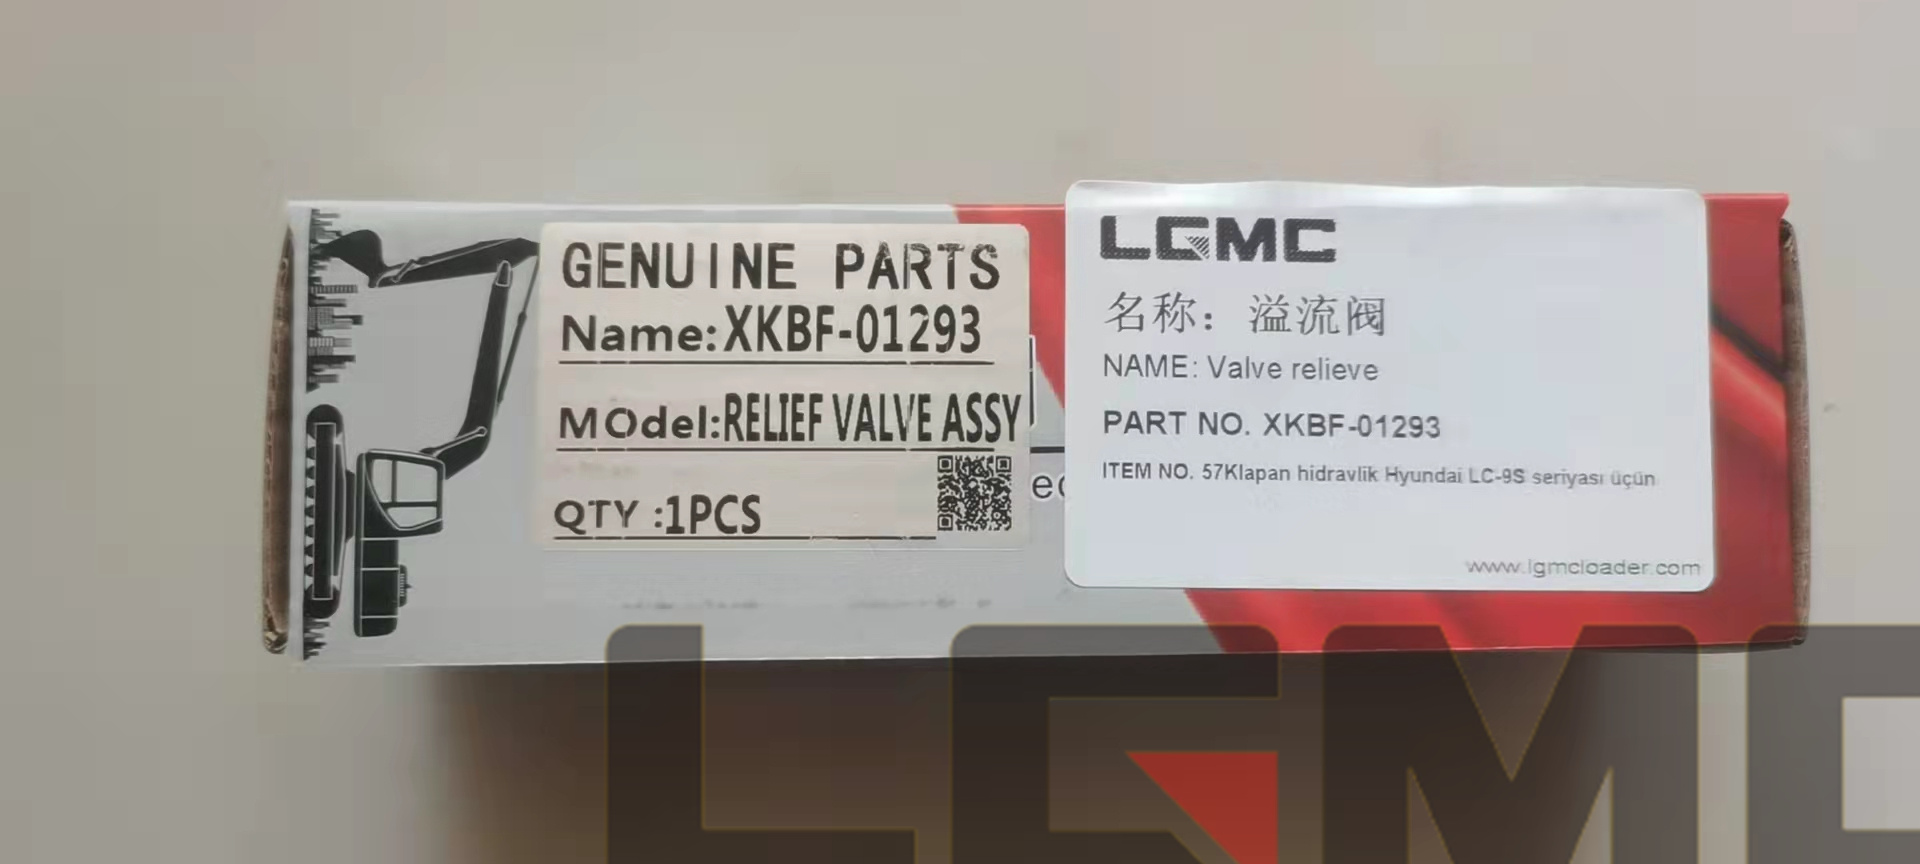 GENUINE PARTS
Name:XKBF-01293
MOdel:RELIEF VALVE ASSY
QTY :1PCS
LGMC
名称：溢流阀
NAME: Valve relieve
PART NO. XKBF-01293
ITEM NO. 57Klapan hidravlik Hyundai LC-9S seriyası üçün
www.lgmcloader.com
LGMC